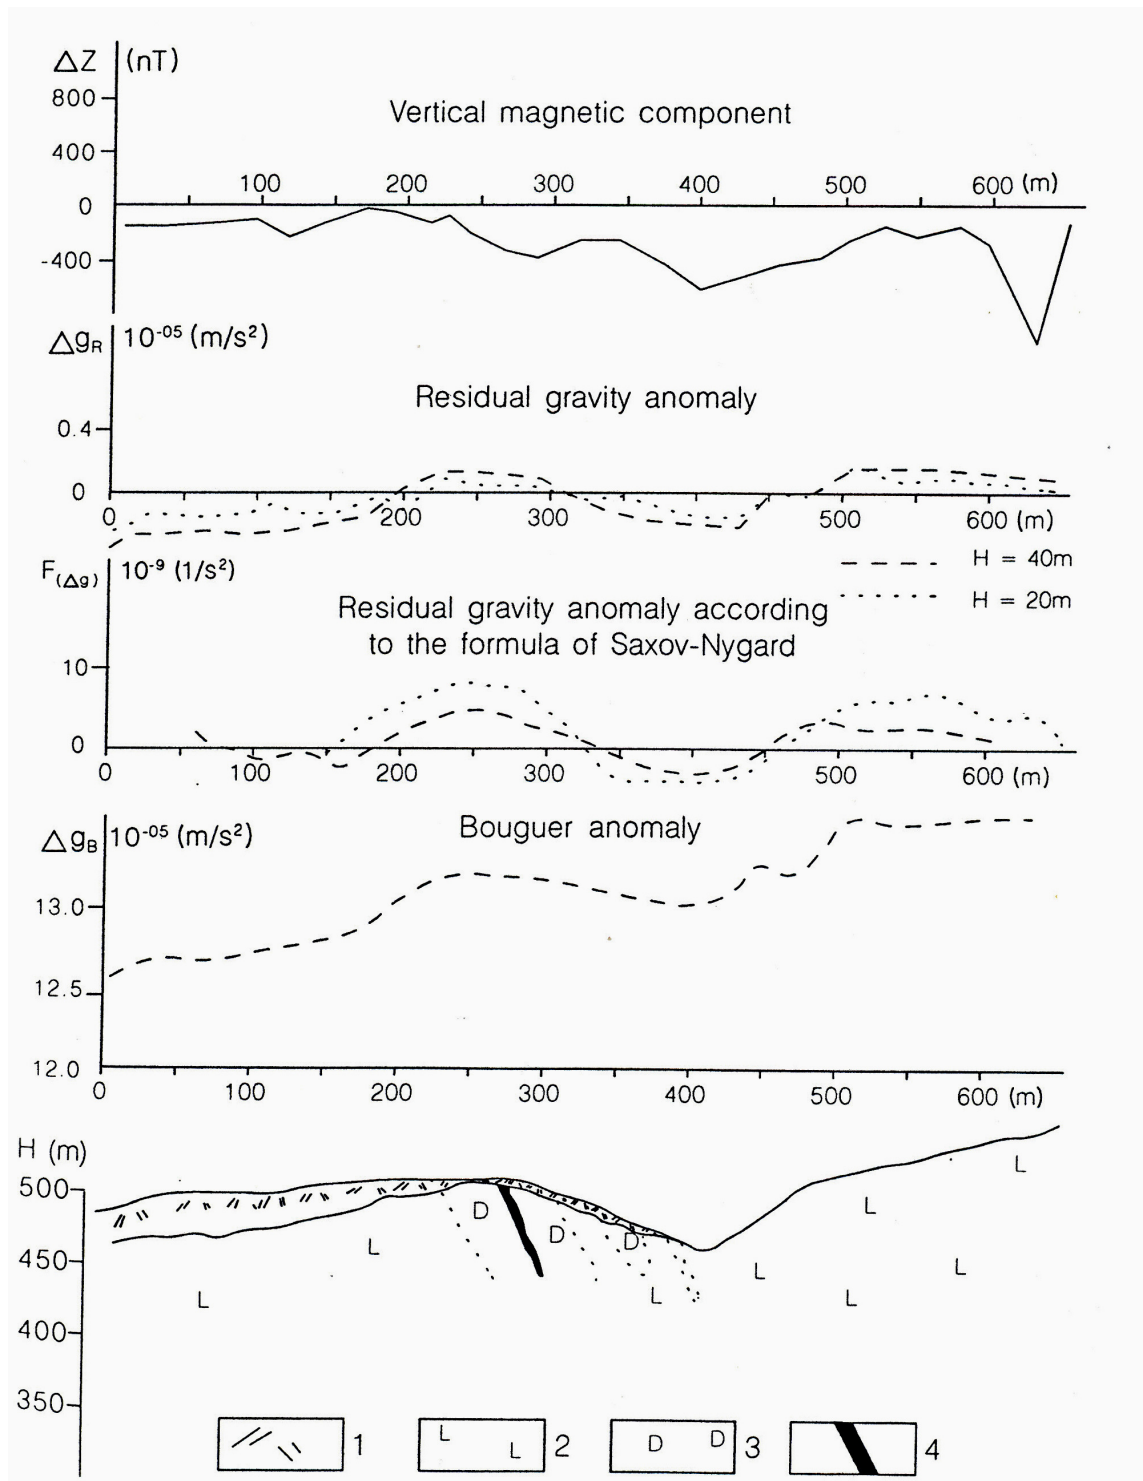 ΔZ (nT)
800
Vertical magnetic component
400
100 200 300 400 500 600 (m)
0
-400
ΔgR 10-05 (m/s2)
Residual gravity anomaly
0.4
0
0 200 300 500 600 (m)
F(Δg) 10-9 (1/s2)
H = 40m
H = 20m
Residual gravity anomaly according
to the formula of Saxov-Nygard
10
0
0 100 200 300 500 600 (m)
ΔgB 10-05 (m/s2)
Bouguer anomaly
13.0
12.5
12.0
0 100 200 300 400 500 600 (m)
H (m)
L
500
D L
D D
L
450 L L
L L L
400
350
L L D D
1 2 3 4